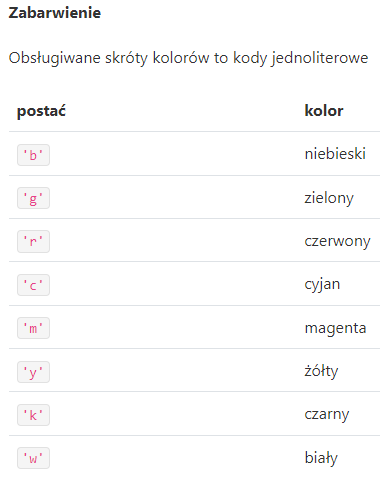 Zabarwienie
Obsługiwane skróty kolorów to kody jednoliterowe
postać kolor
'b' niebieski
'g' zielony
'r' czerwony
'c' cyjan
'm' magenta
'y' żółty
'k' czarny
'w' biały